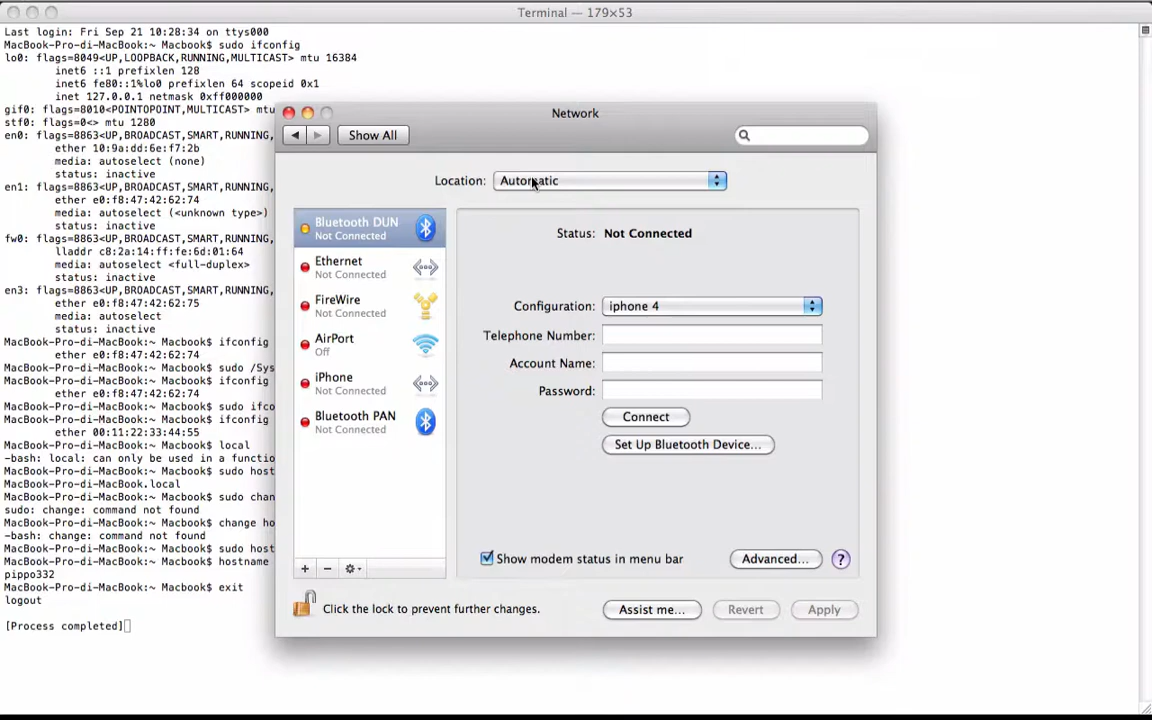 Terminal — 179×53
Last login: Fri Sep 21 10:28:34 on ttys000
MacBook-Pro-di-MacBook:~ Macbook$ sudo ifconfig
lo0: flags=8049<UP,LOOPBACK,RUNNING,MULTICAST> mtu 16384
inet6 ::1 prefixlen 128
inet6 fe80::1%lo0 prefixlen 64 scopeid 0x1
inet 127.0.0.1 netmask 0xff000000
gif0: flags=8010<POINTOPOINT,MULTICAST> mtu
stf0: flags=0<> mtu 1280
en0: flags=8863<UP,BROADCAST,SMART,RUNNING,
ether 10:9a:dd:6e:f7:2b
media: autoselect (none)
status: inactive
en1: flags=8863<UP,BROADCAST,SMART,RUNNING,
ether e0:f8:47:42:62:74
media: autoselect (<unknown type>)
status: inactive
fw0: flags=8863<UP,BROADCAST,SMART,RUNNING,
lladdr c8:2a:14:ff:fe:6d:01:64
media: autoselect <full-duplex>
status: inactive
en3: flags=8863<UP,BROADCAST,SMART,RUNNING,
ether e0:f8:47:42:62:75
media: autoselect
status: inactive
MacBook-Pro-di-MacBook:~ Macbook$ ifconfig
ether e0:f8:47:42:62:74
MacBook-Pro-di-MacBook:~ Macbook$ sudo /Sys
MacBook-Pro-di-MacBook:~ Macbook$ ifconfig
ether e0:f8:47:42:62:74
MacBook-Pro-di-MacBook:~ Macbook$ sudo ifco
MacBook-Pro-di-MacBook:~ Macbook$ ifconfig
ether 00:11:22:33:44:55
MacBook-Pro-di-MacBook:~ Macbook$ local
-bash: local: can only be used in a functio
MacBook-Pro-di-MacBook:~ Macbook$ sudo host
MacBook-Pro-di-MacBook.local
MacBook-Pro-di-MacBook:~ Macbook$ sudo chan
sudo: change: command not found
MacBook-Pro-di-MacBook:~ Macbook$ change ho
-bash: change: command not found
MacBook-Pro-di-MacBook:~ Macbook$ sudo host
MacBook-Pro-di-MacBook:~ Macbook$ hostname
pippo332
MacBook-Pro-di-MacBook:~ Macbook$ exit
logout
[Process completed]
Network
Show All
Location: Automatic
Bluetooth DUN
Not Connected
Ethernet
Not Connected
FireWire
Not Connected
AirPort
Off
iPhone
Not Connected
Bluetooth PAN
Not Connected
Status: Not Connected
Configuration: iphone 4
Telephone Number:
Account Name:
Password:
Connect
Set Up Bluetooth Device...
Show modem status in menu bar
Advanced...
?
Click the lock to prevent further changes.
Assist me...
Revert
Apply